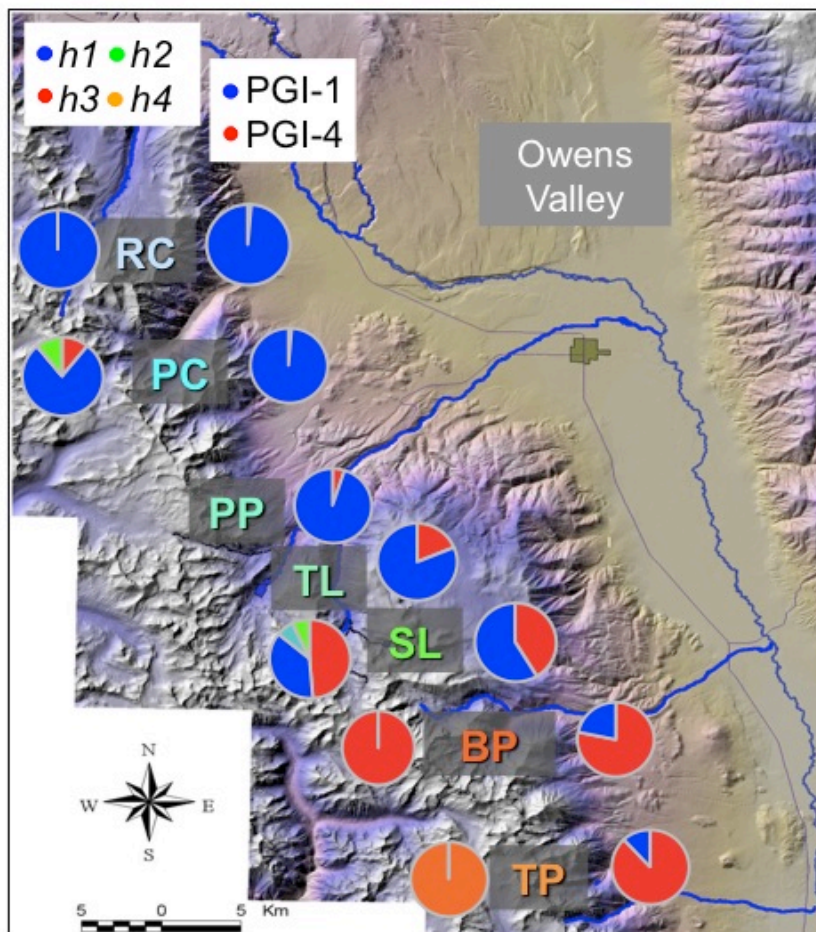 h1 h2
h3 h4
PGI-1
PGI-4
Owens
Valley
RC
PC
PP
TL
SL
BP
TP
N
W E
S
5 0 5 Km